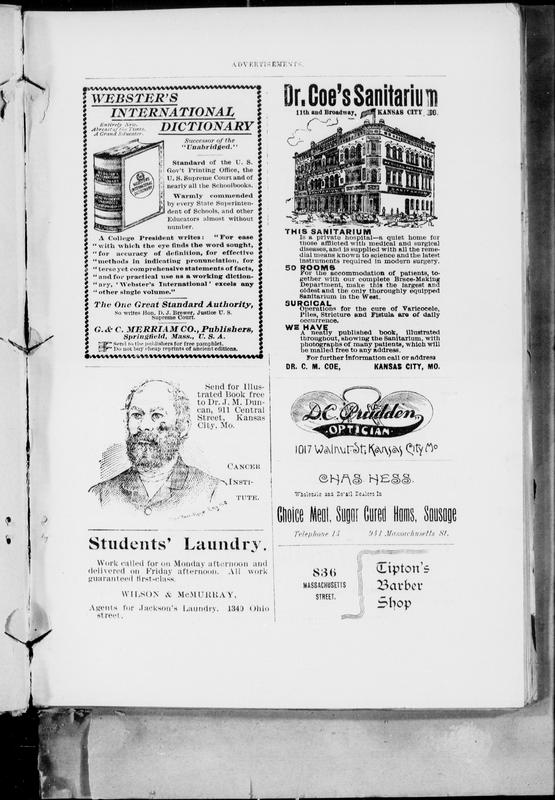 ADVERTISEMENTS.
WEBSTER'S
INTERNATIONAL
DICTIONARY
Entirely New.
Abreast of the Times.
A Grand Educator.
Successor of the
"Unabridged."
Standard of the U. S.
Gov't Printing Office, the
U. S. Supreme Court and of
nearly all the Schoolbooks.
Warmly commended
by every State Superinten-
dent of Schools, and other
Educators almost without
number.
A College President writes: "For ease
"with which the eye finds the word sought,
"for accuracy of definition, for effective
"methods in indicating pronunciation, for
"terse yet comprehensive statements of facts,
"and for practical use as a working diction-
"ary, 'Webster's International' excels any
"other single volume."
The One Great Standard Authority,
So writes Hon. D. J. Brewer, Justice U. S.
Supreme Court.
G. & C. MERRIAM CO., Publishers,
Springfield, Mass., U. S. A.
Send to the publishers for free pamphlet.
Do not buy cheap reprints of ancient editions.
WEBSTER'S
INTERNATIONAL
DICTIONARY
Send for Illus-
trated Book free
to Dr. J. M. Dun-
can, 911 Central
Street, Kansas
City, Mo.
CANCER
INSTI-
TUTE.
Students' Laundry.
Work called for on Monday afternoon and
delivered on Friday afternoon. All work
guaranteed first-class.
WILSON & McMURRAY,
Agents for Jackson's Laundry. 1340 Ohio
street.
Dr. Coe's Sanitarium
11th and Broadway, KANSAS CITY, MO.
THIS SANITARIUM
Is a private hospital—a quiet home for
those afflicted with medical and surgical
diseases, and is supplied with all the reme-
dial means known to science and the latest
instruments required in modern surgery.
50 ROOMS
For the accommodation of patients, to-
gether with our complete Brace-Making
Department, make this the largest and
oldest and the only thoroughly equipped
Sanitarium in the West.
SURGICAL
Operations for the cure of Varicocele,
Piles, Stricture and Fistula are of daily
occurrence.
WE HAVE
A neatly published book, illustrated
throughout, showing the Sanitarium, with
photographs of many patients, which will
be mailed free to any address.
For further information call or address
DR. C. M. COE, KANSAS CITY, MO.
D.C. Prudden
·OPTICIAN·
1017 Walnut St, Kansas City Mo
CHAS HESS.
Wholesale and Retail Dealers In
Choice Meat, Sugar Cured Hams, Sausage
Telephone 14 941 Massachusetts St.
836
MASSACHUSETTS
STREET.
Tipton's
Barber
Shop